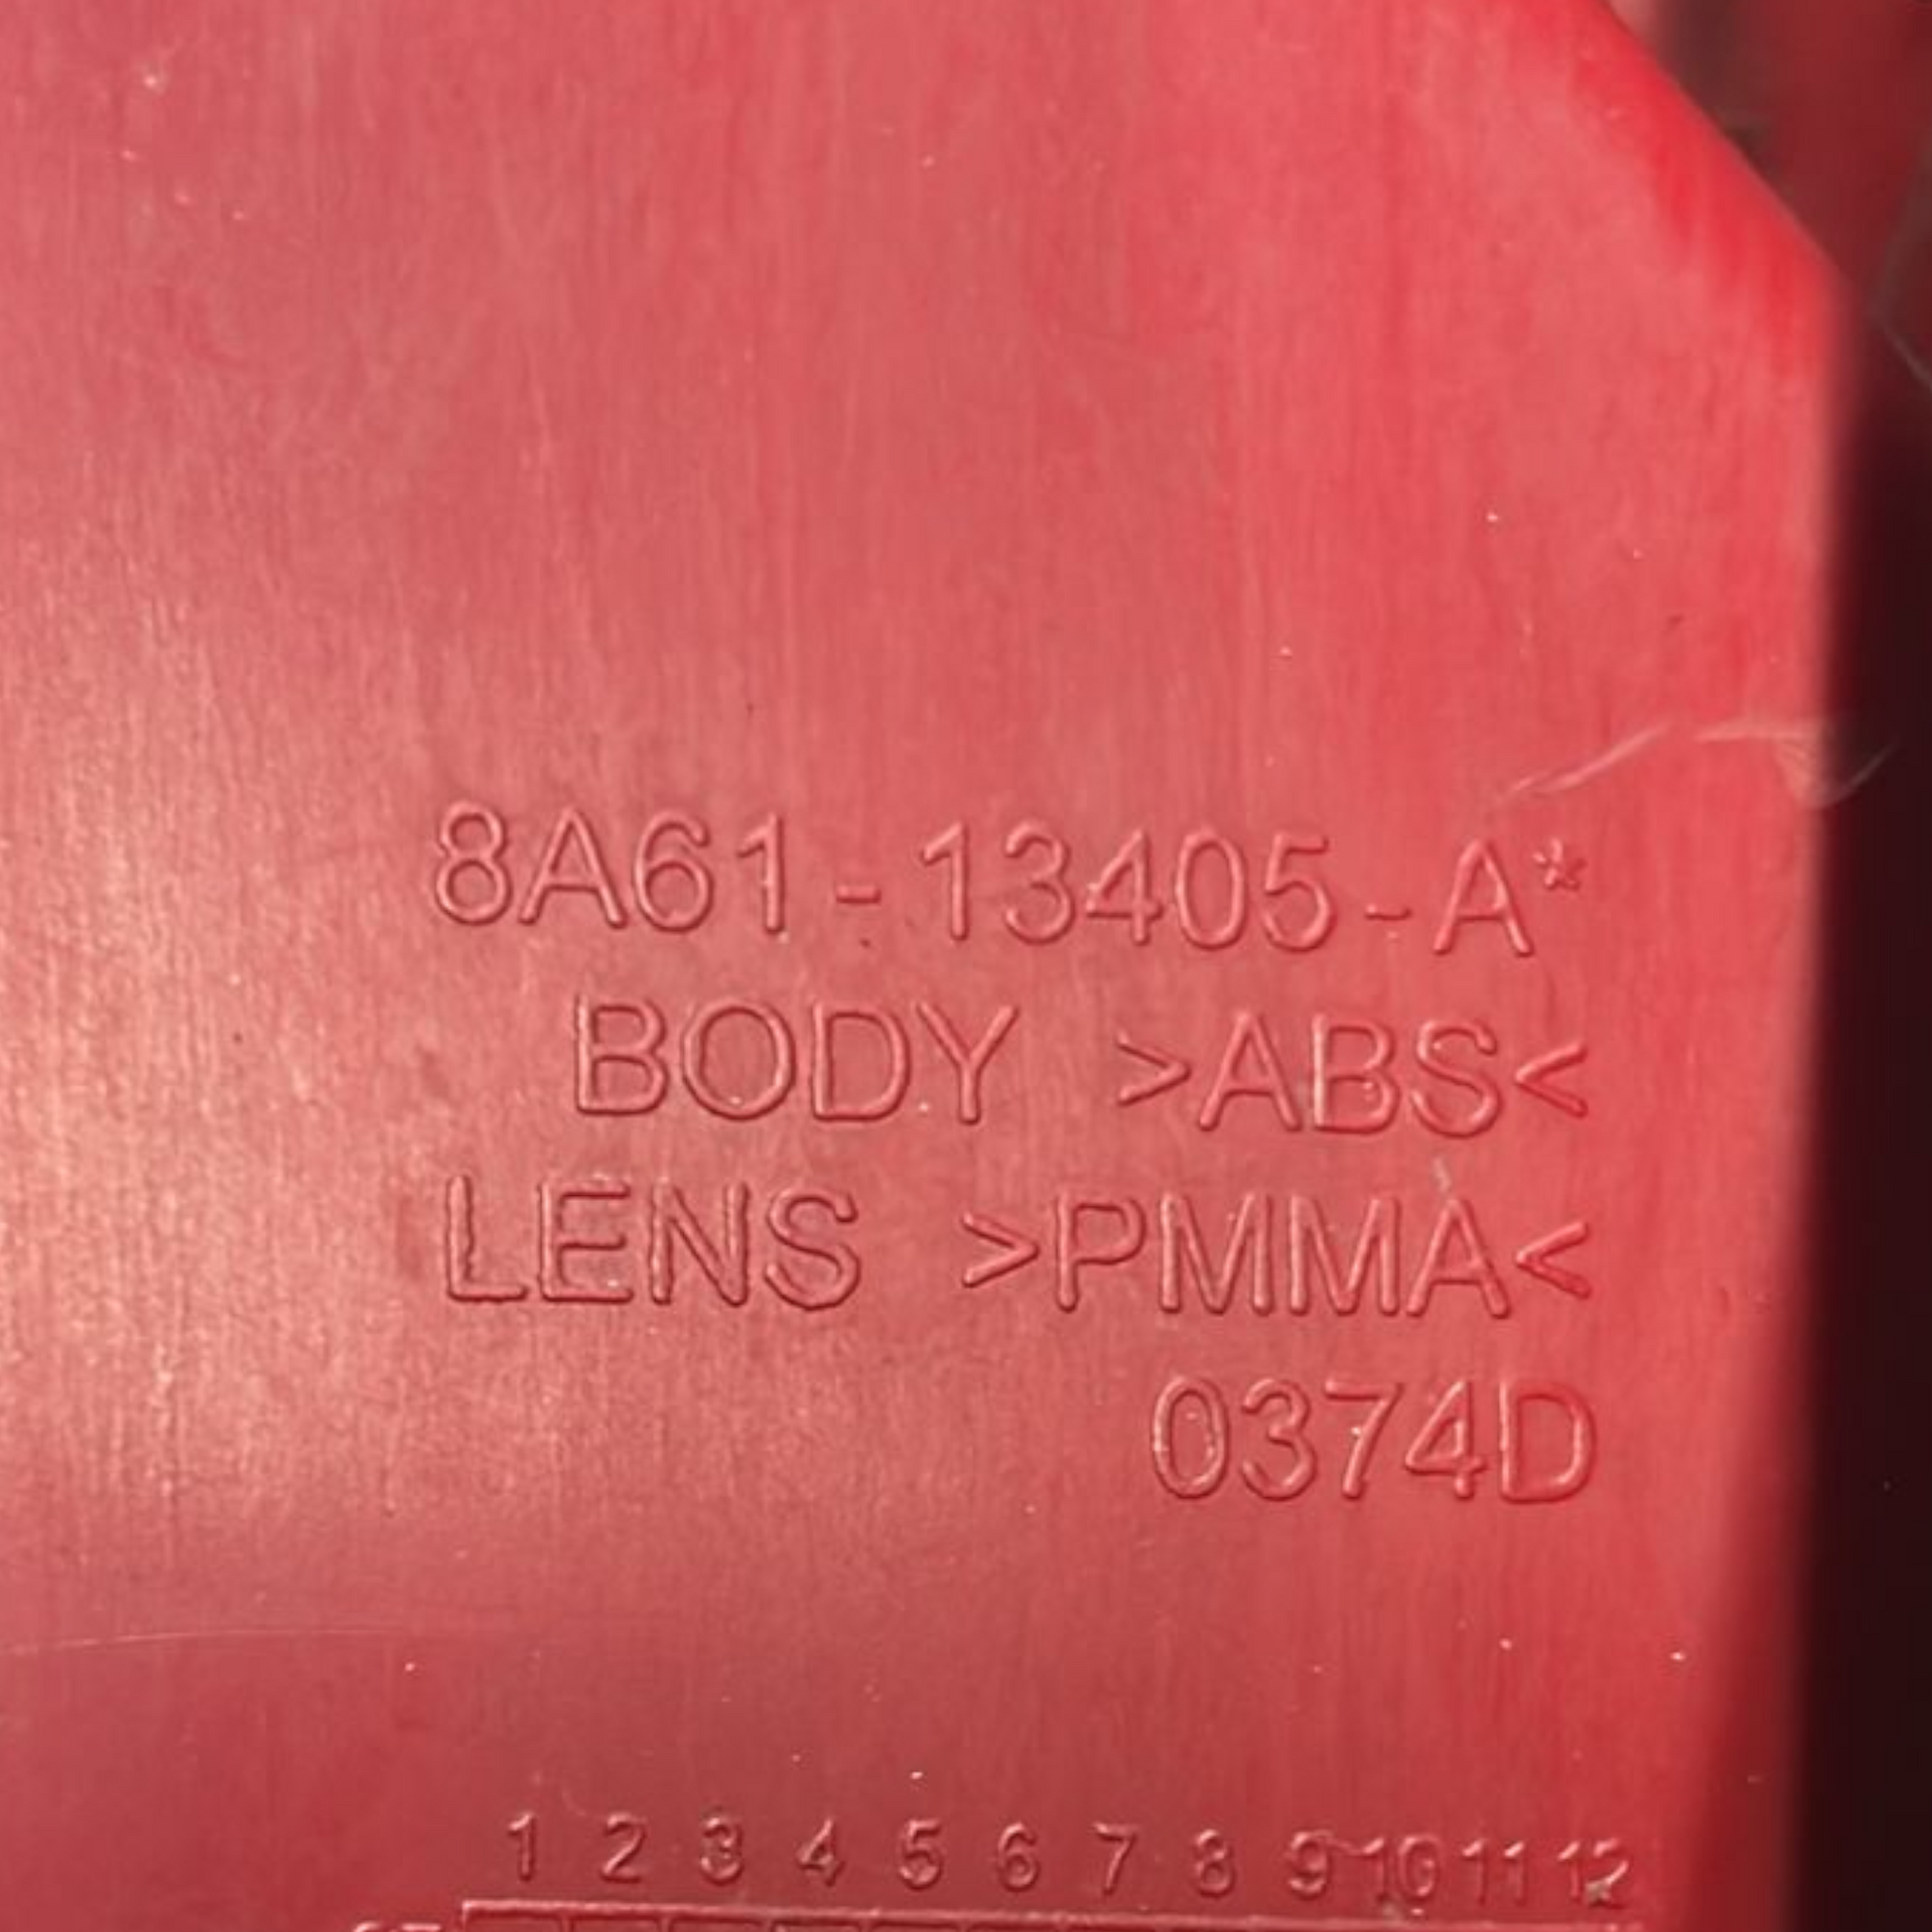 8A61-13405-A*
BODY >ABS<
LENS >PMMA<
0374D
1 2 3 4 5 6 7 8 9 10 11 12